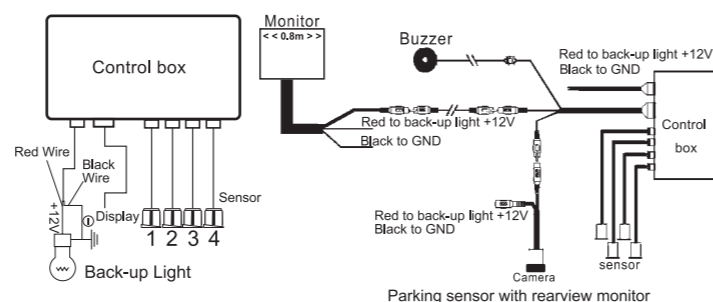 Control box
Red Wire
Black
Wire
+12V
Display
Sensor
1 2 3 4
Back-up Light
Monitor
< < 0.8m > >
Buzzer
Red to back-up light +12V
Black to GND
Red to back-up light +12V
Black to GND
Control
box
Red to back-up light +12V
Black to GND
Camera
sensor
Parking sensor with rearview monitor